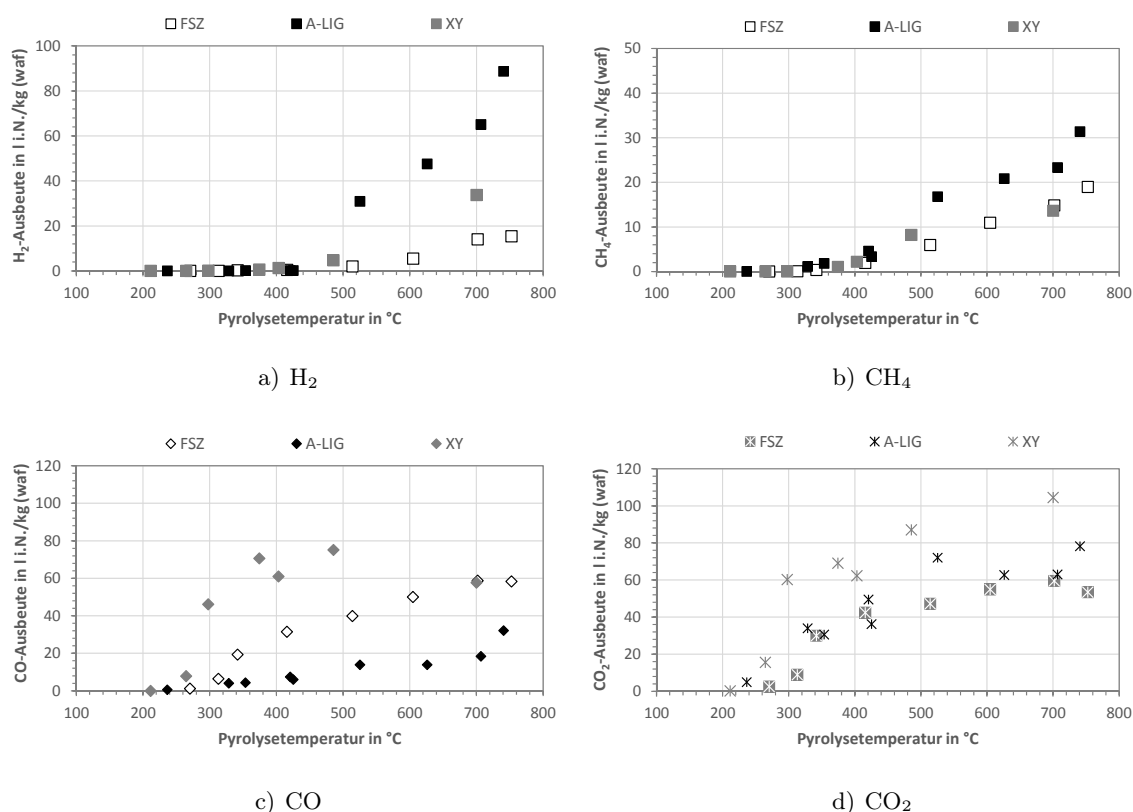 FSZ A-LIG XY
100
80
60
40
20
0
100 200 300 400 500 600 700 800
H₂-Ausbeute in l i.N./kg (waf)
Pyrolysetemperatur in °C
a) H₂
FSZ A-LIG XY
50
40
30
20
10
0
100 200 300 400 500 600 700 800
CH₄-Ausbeute in l i.N./kg (waf)
Pyrolysetemperatur in °C
b) CH₄
FSZ A-LIG XY
120
100
80
60
40
20
0
100 200 300 400 500 600 700 800
CO-Ausbeute in l i.N./kg (waf)
Pyrolysetemperatur in °C
c) CO
FSZ A-LIG XY
120
100
80
60
40
20
0
100 200 300 400 500 600 700 800
CO₂-Ausbeute in l i.N./kg (waf)
Pyrolysetemperatur in °C
d) CO₂